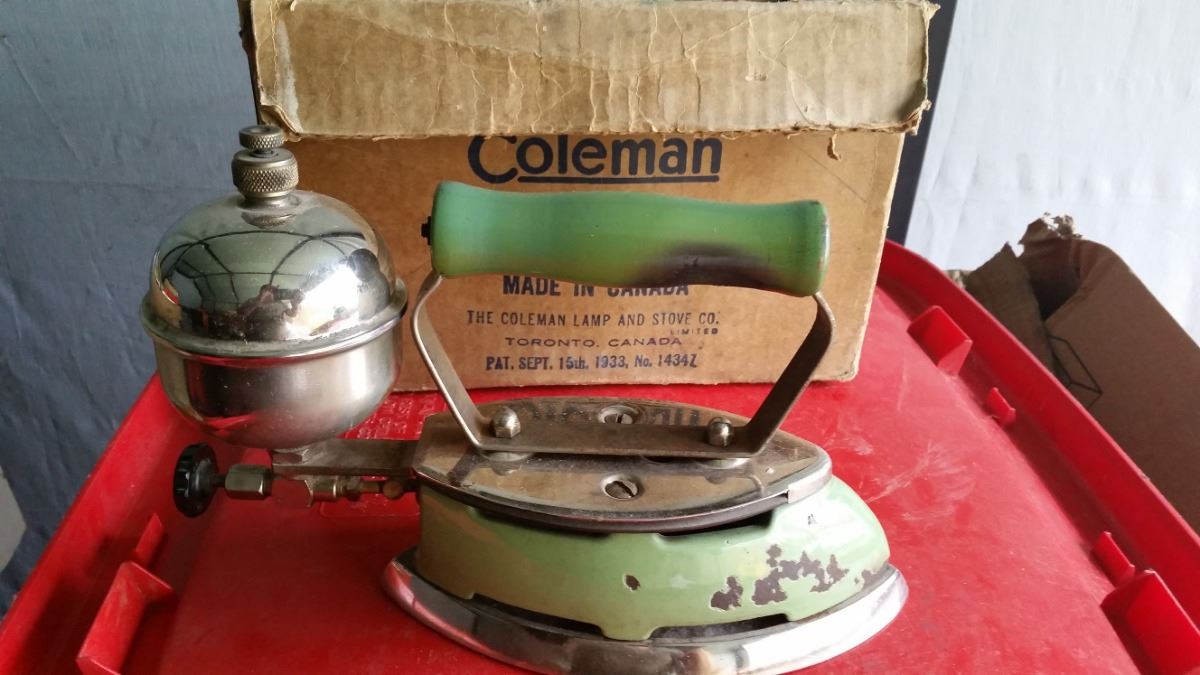 Coleman
MADE IN CANADA
THE COLEMAN LAMP AND STOVE CO.
LIMITED
TORONTO, CANADA
PAT. SEPT. 15th, 1933, No. 14347